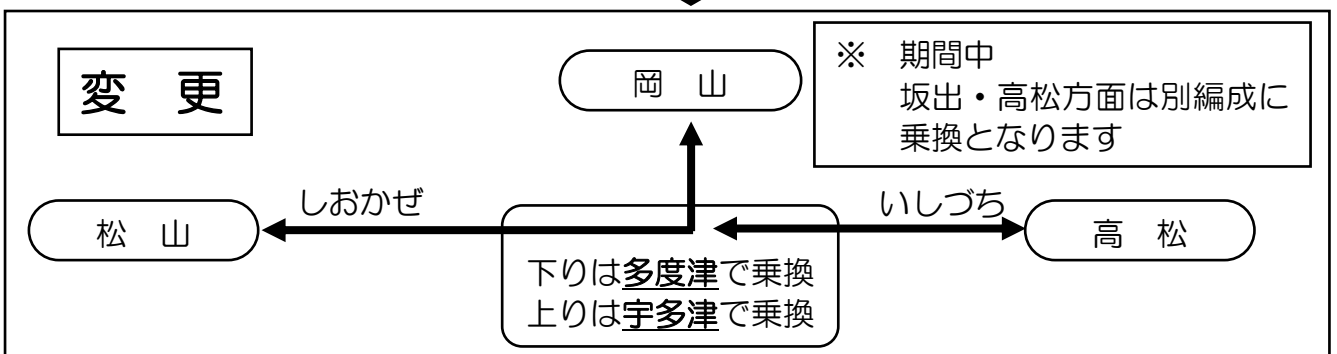 変 更
岡 山
※ 期間中
坂出・高松方面は別編成に
乗換となります
しおかぜ
いしづち
松 山
高 松
下りは多度津で乗換
上りは宇多津で乗換